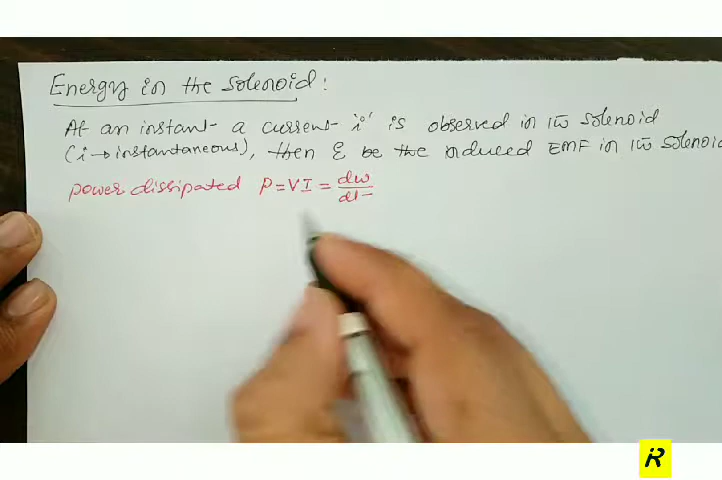 Energy in the solenoid:
At an instant a current 'i' is observed in the solenoid
(i→instantaneous), then ε be the induced EMF in the solenoid
power dissipated P=VI = dw/dt
iR